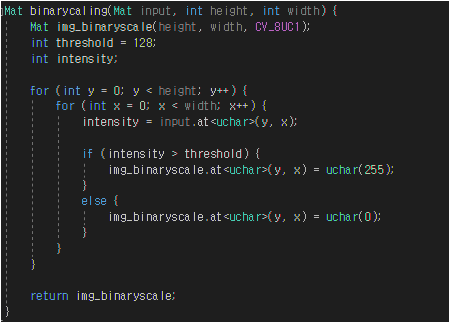 Mat binarycaling(Mat input, int height, int width) {
Mat img_binaryscale(height, width, CV_8UC1);
int threshold = 128;
int intensity;
for (int y = 0; y < height; y++) {
for (int x = 0; x < width; x++) {
intensity = input.at<uchar>(y, x);
if (intensity > threshold) {
img_binaryscale.at<uchar>(y, x) = uchar(255);
}
else {
img_binaryscale.at<uchar>(y, x) = uchar(0);
}
}
}
return img_binaryscale;
}